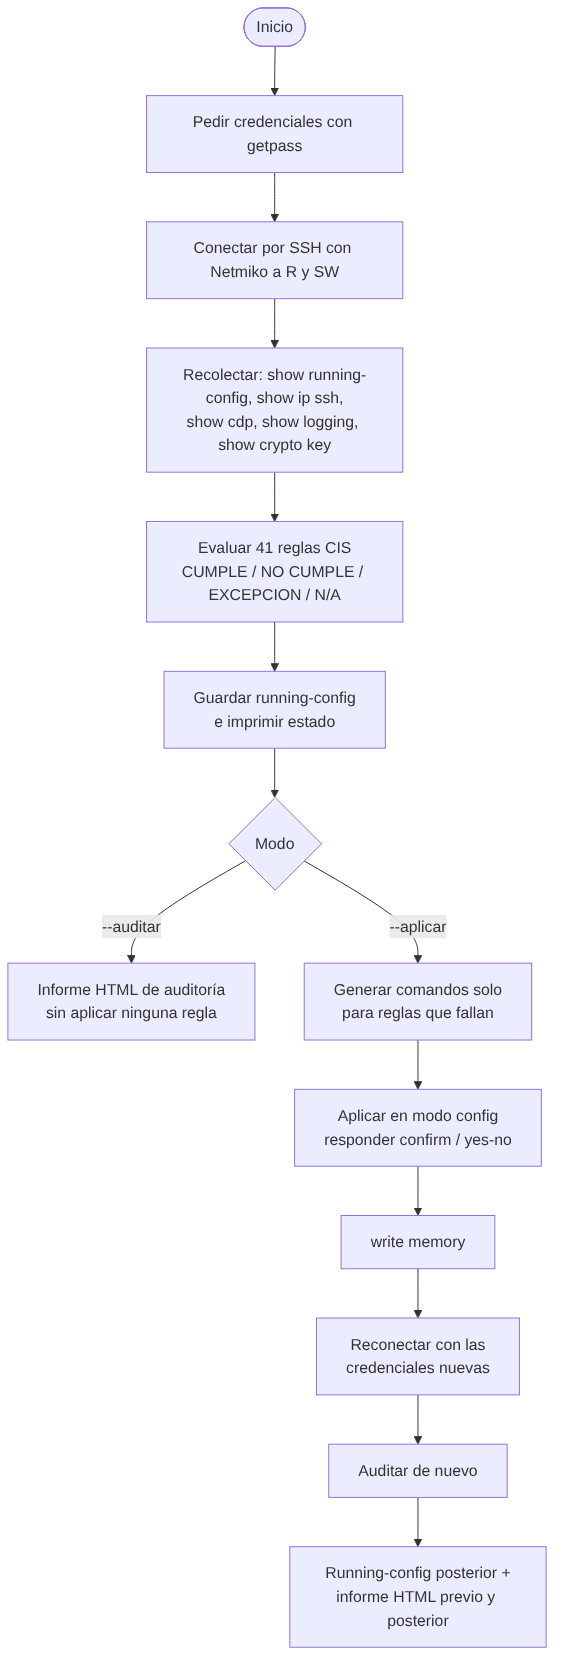 Inicio
Pedir credenciales con
getpass
Conectar por SSH con
Netmiko a R y SW
Recolectar: show running-
config, show ip ssh,
show cdp, show logging,
show crypto key
Evaluar 41 reglas CIS
CUMPLE / NO CUMPLE /
EXCEPCION / N/A
Guardar running-config
e imprimir estado
Modo
--auditar
--aplicar
Informe HTML de auditoría
sin aplicar ninguna regla
Generar comandos solo
para reglas que fallan
Aplicar en modo config
responder confirm / yes-no
write memory
Reconectar con las
credenciales nuevas
Auditar de nuevo
Running-config posterior +
informe HTML previo y
posterior